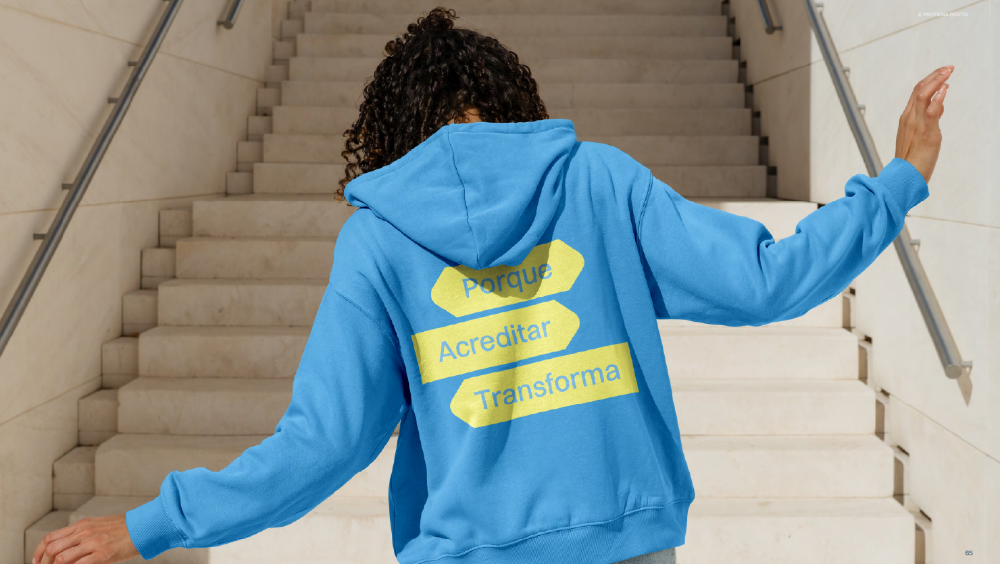 © PROTEINA DIGITAL
Porque
Acreditar
Transforma
65